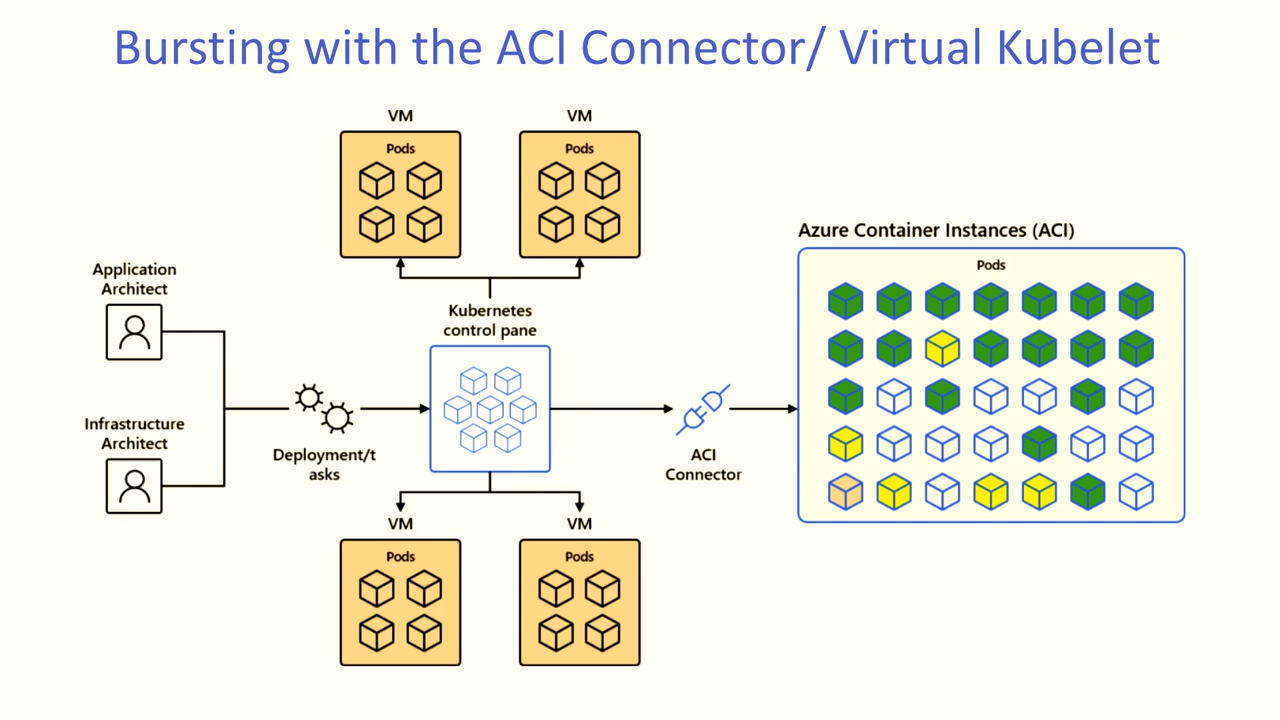 Bursting with the ACI Connector/ Virtual Kubelet
VM
Pods
VM
Pods
Azure Container Instances (ACI)
Pods
Application
Architect
Kubernetes
control pane
Infrastructure
Architect
Deployment/t
asks
ACI
Connector
VM
Pods
VM
Pods